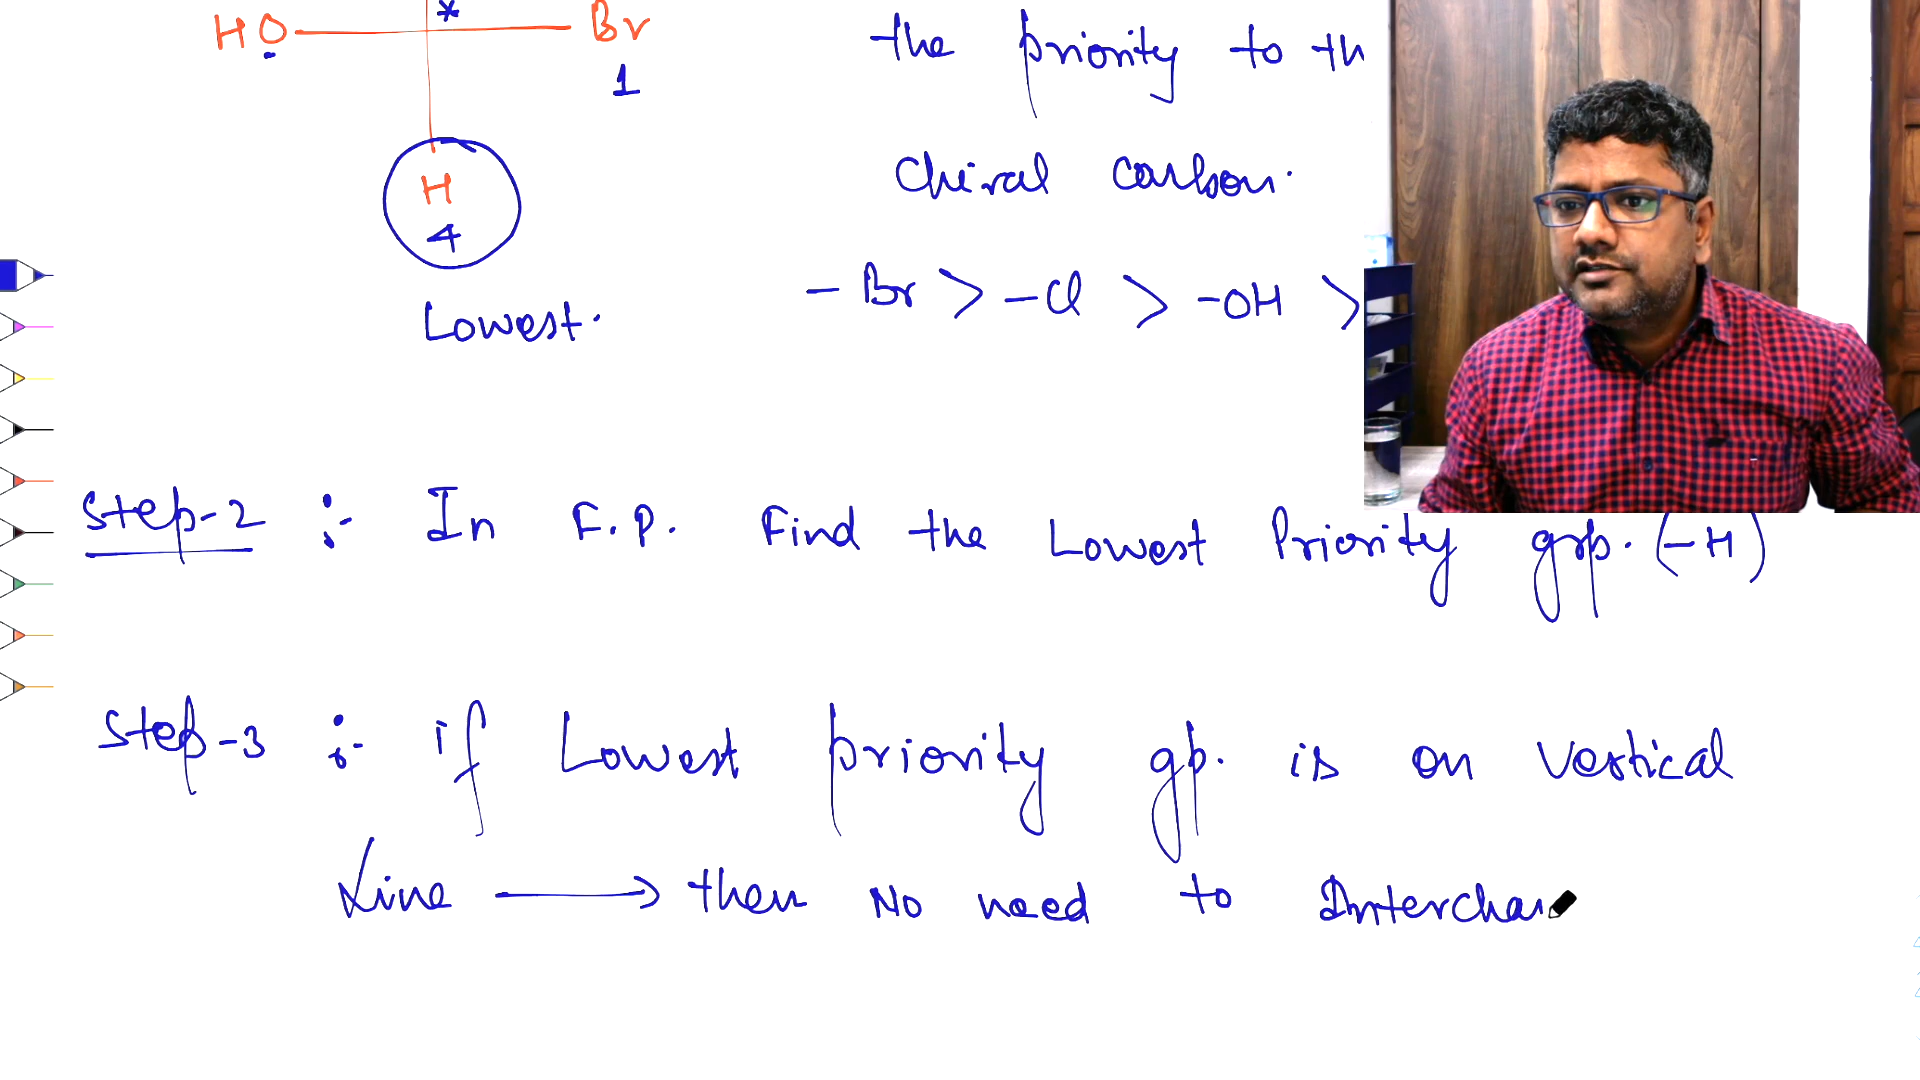 HO * Br
1
the priority to th
chiral carbon.
H
4
- Br > - Cl > - OH >
Lowest.
Step-2 :- In F.P. Find the Lowest Priority grp. (-H)
Step-3 :- if Lowest priority gp. is on vertical
Line → then No need to Interchan